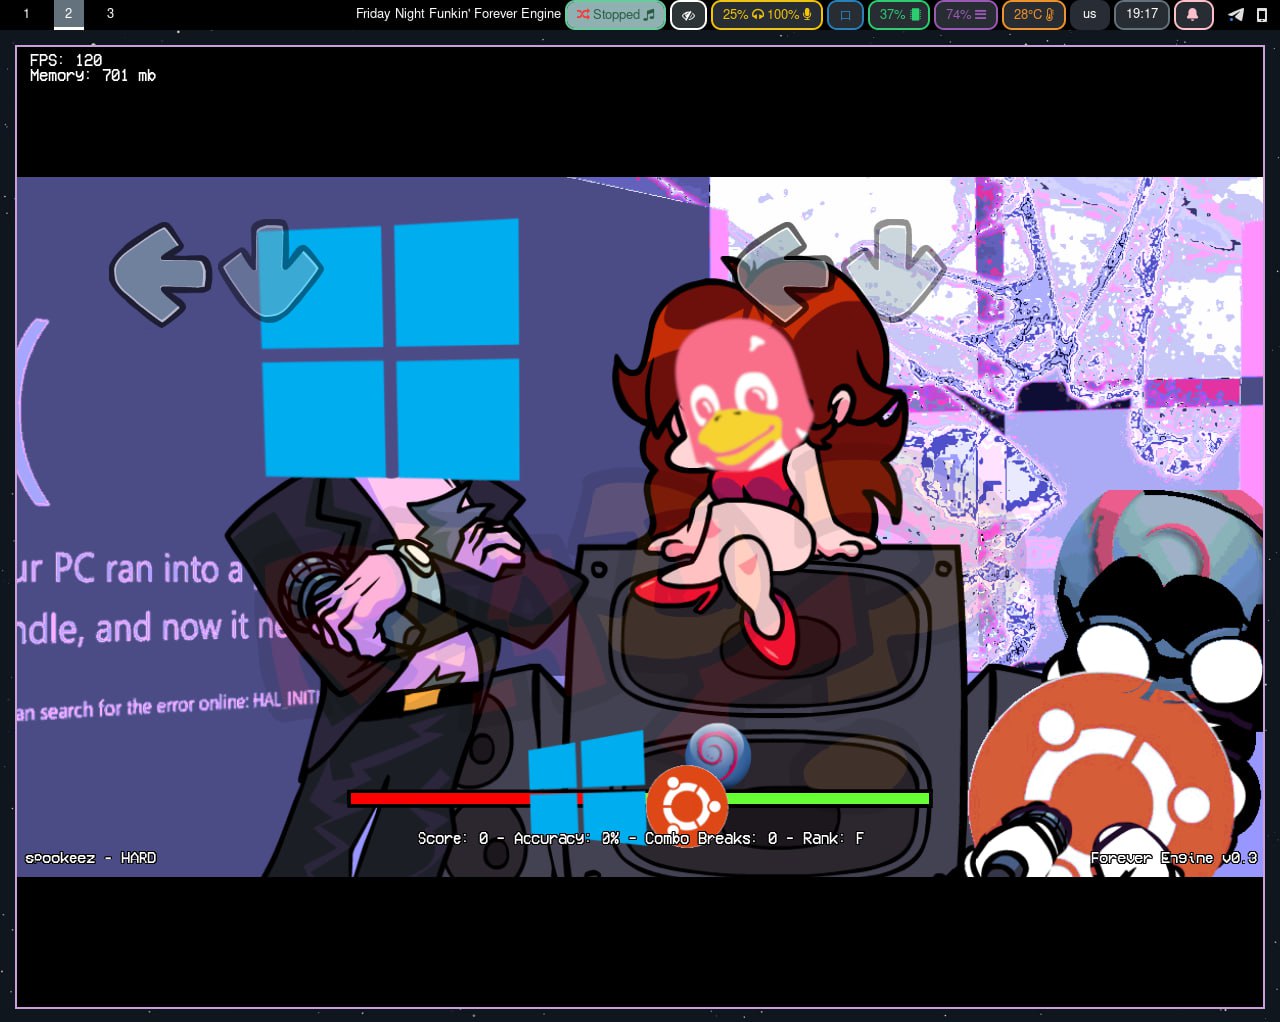 1 2 3 Friday Night Funkin' Forever Engine Stopped 25% 100% 37% 74% 28°C us 19:17
FPS: 120
Memory: 701 mb
(
ur PC ran into a
ndle, and now it ne
an search for the error online: HAL_INITI
Score: 0 - Accuracy: 0% - Combo Breaks: 0 - Rank: F
spookeez - HARD
Forever Engine v0.3